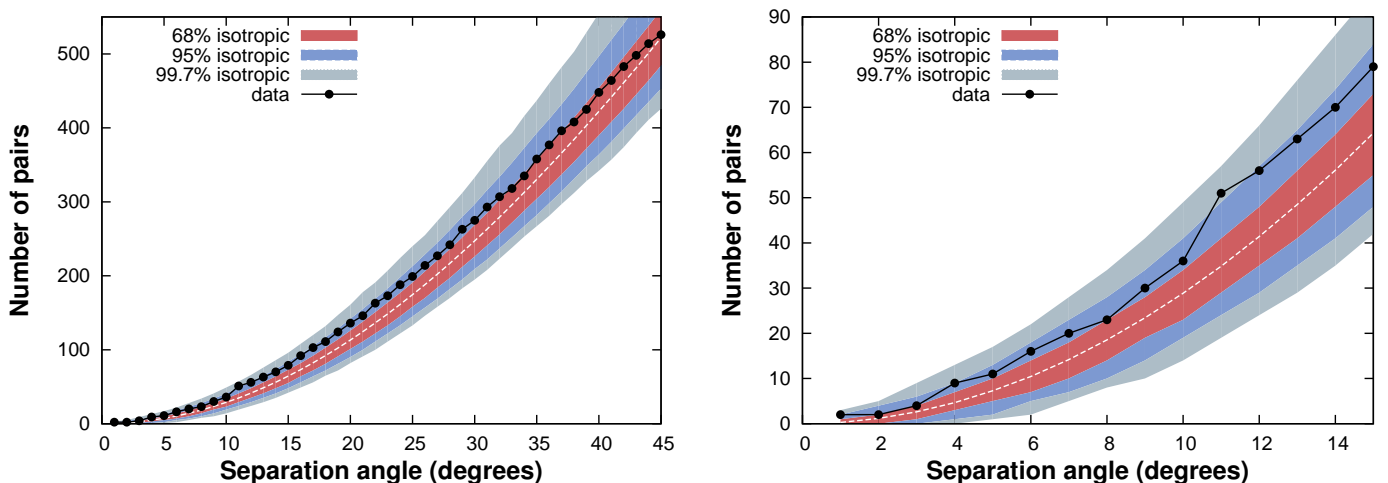 Number of pairs
500
400
300
200
100
0
68% isotropic
95% isotropic
99.7% isotropic
data
0 5 10 15 20 25 30 35 40 45
Separation angle (degrees)
Number of pairs
90
80
70
60
50
40
30
20
10
0
68% isotropic
95% isotropic
99.7% isotropic
data
0 2 4 6 8 10 12 14
Separation angle (degrees)